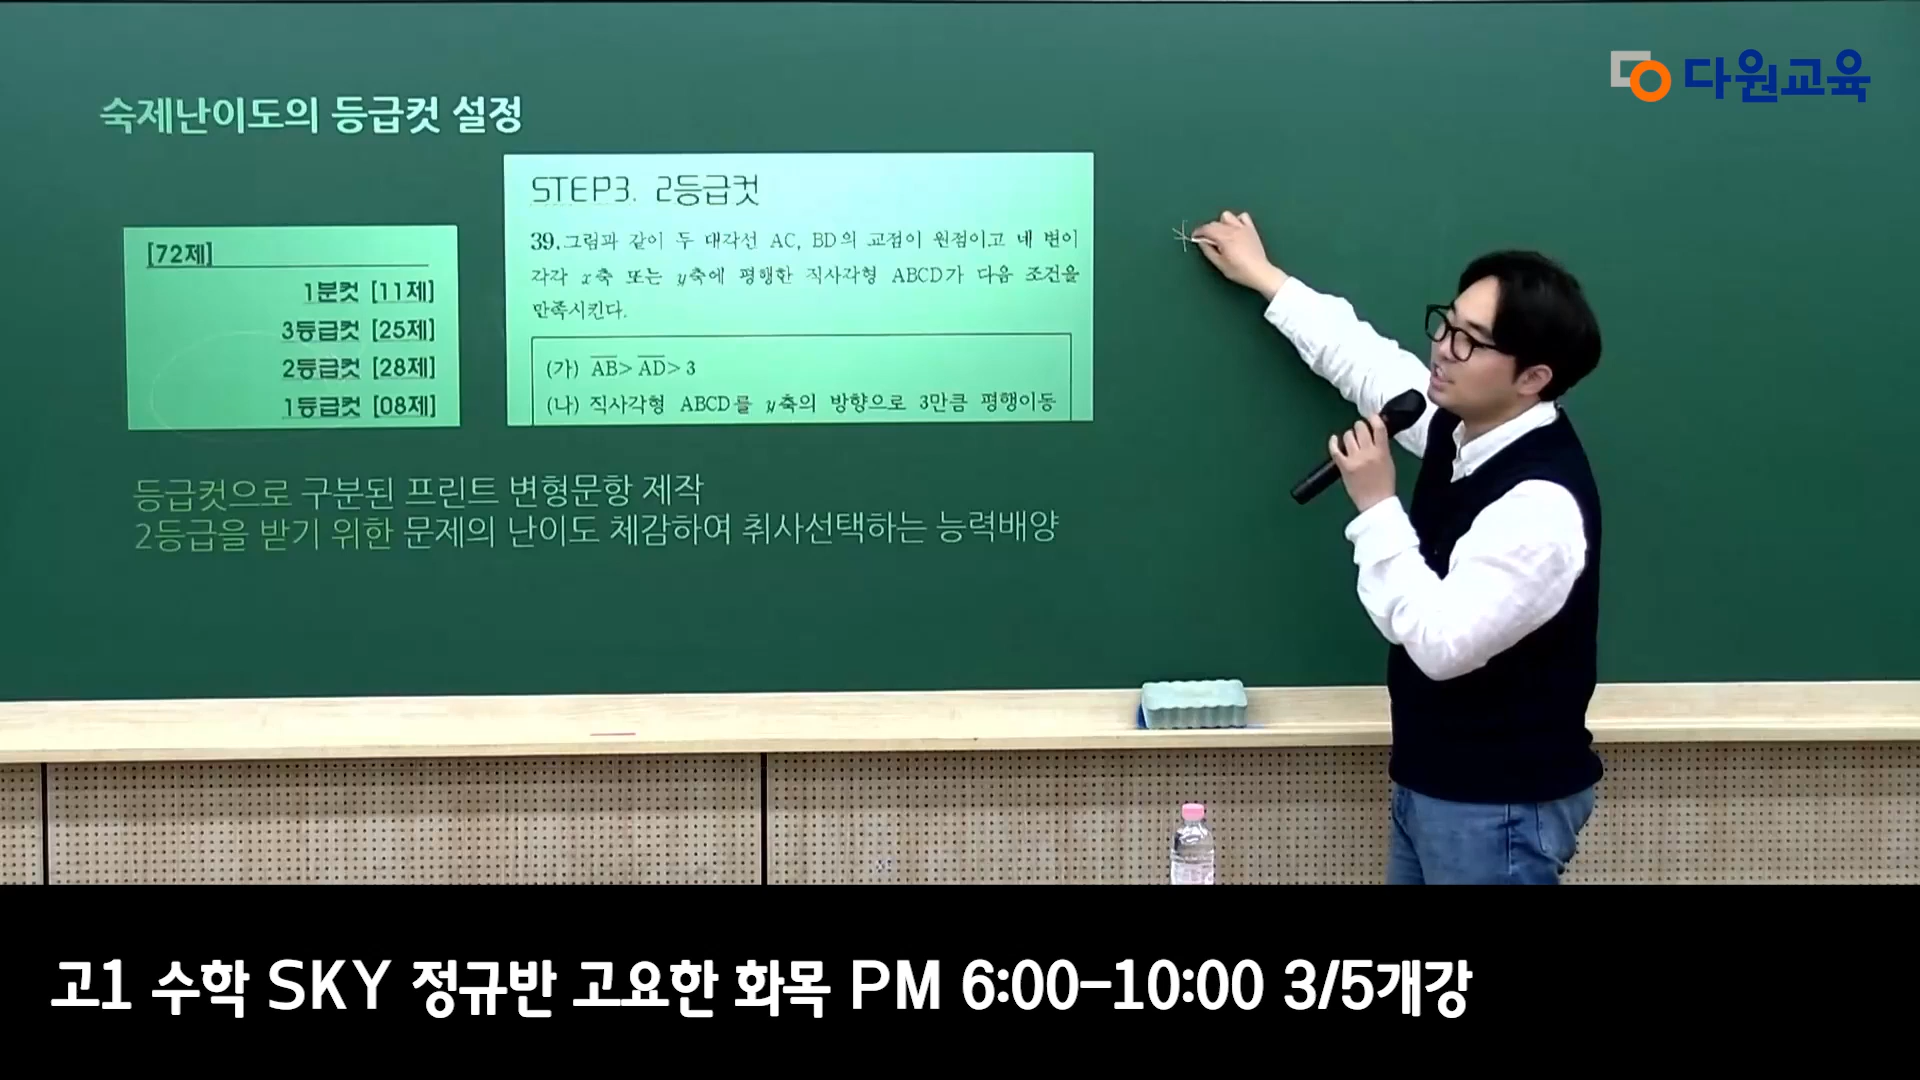 다원교육
숙제난이도의 등급컷 설정
[72제]
1분컷 [11제]
3등급컷 [25제]
2등급컷 [28제]
1등급컷 [08제]
STEP3. 2등급컷
39.그림과 같이 두 대각선 AC, BD의 교점이 원점이고 네 변이
각각 x축 또는 y축에 평행한 직사각형 ABCD가 다음 조건을
만족시킨다.
(가) AB> AD> 3
(나) 직사각형 ABCD를 y축의 방향으로 3만큼 평행이동
등급컷으로 구분된 프린트 변형문항 제작
2등급을 받기 위한 문제의 난이도 체감하여 취사선택하는 능력배양
고1 수학 SKY 정규반 고요한 화목 PM 6:00-10:00 3/5개강